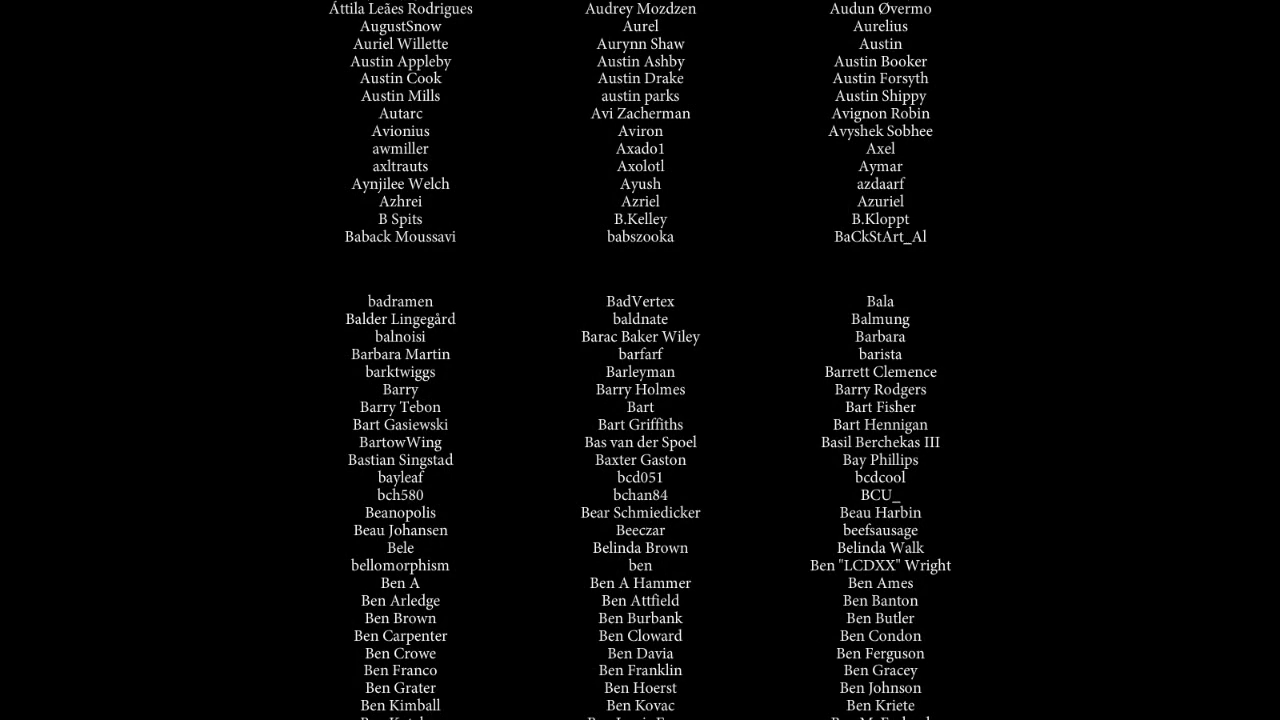 Áttila Leães Rodrigues Audrey Mozdzen Audun Øvermo
AugustSnow Aurel Aurelius
Auriel Willette Aurynn Shaw Austin
Austin Appleby Austin Ashby Austin Booker
Austin Cook Austin Drake Austin Forsyth
Austin Mills austin parks Austin Shippy
Autarc Avi Zacherman Avignon Robin
Avionius Aviron Avyshek Sobhee
awmiller Axado1 Axel
axltrauts Axolotl Aymar
Aynjilee Welch Ayush azdaarf
Azhrei Azriel Azuriel
B Spits B.Kelley B.Kloppt
Baback Moussavi babszooka BaCkStArt_Al
badramen BadVertex Bala
Balder Lingegård baldnate Balmung
balnoisi Barac Baker Wiley Barbara
Barbara Martin barfarf barista
barktwiggs Barleyman Barrett Clemence
Barry Barry Holmes Barry Rodgers
Barry Tebon Bart Bart Fisher
Bart Gasiewski Bart Griffiths Bart Hennigan
BartowWing Bas van der Spoel Basil Berchekas III
Bastian Singstad Baxter Gaston Bay Phillips
bayleaf bcd051 bcdcool
bch580 bchan84 BCU_
Beanopolis Bear Schmiedicker Beau Harbin
Beau Johansen Beeczar beefsausage
Bele Belinda Brown Belinda Walk
bellomorphism ben Ben "LCDXX" Wright
Ben A Ben A Hammer Ben Ames
Ben Arledge Ben Attfield Ben Banton
Ben Brown Ben Burbank Ben Butler
Ben Carpenter Ben Cloward Ben Condon
Ben Crowe Ben Davia Ben Ferguson
Ben Franco Ben Franklin Ben Gracey
Ben Grater Ben Hoerst Ben Johnson
Ben Kimball Ben Kovac Ben Kriete